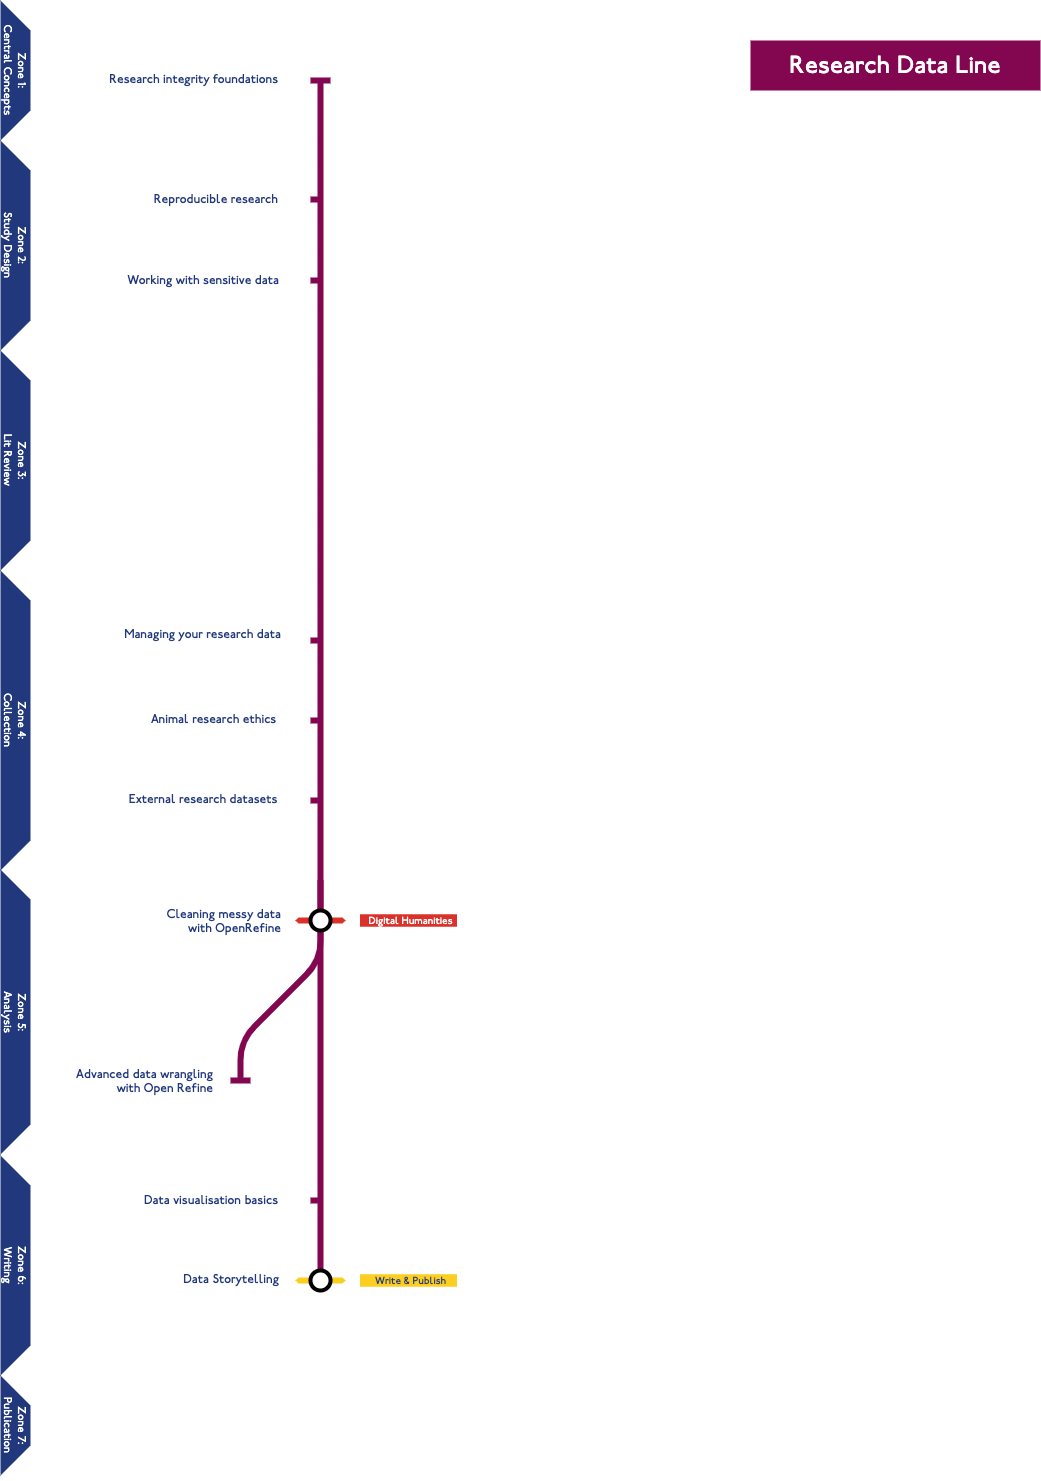 Research Data Line
Zone 1:
Central Concepts
Research integrity foundations
Zone 2:
Study Design
Reproducible research
Working with sensitive data
Zone 3:
Lit Review
Zone 4:
Collection
Managing your research data
Animal research ethics
External research datasets
Zone 5:
Analysis
Cleaning messy data
with OpenRefine
Digital Humanities
Advanced data wrangling
with Open Refine
Zone 6:
Writing
Data visualisation basics
Data Storytelling
Write & Publish
Zone 7:
Publication